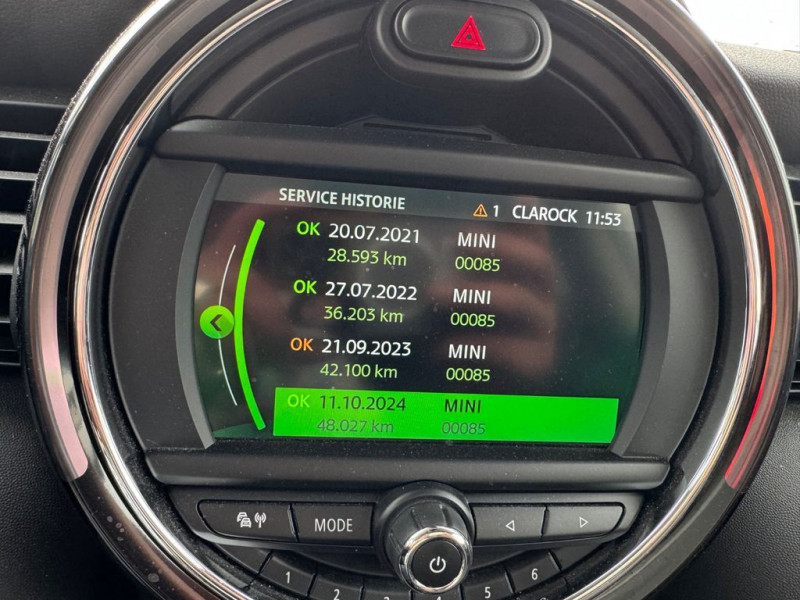 SERVICE HISTORIE
1 CLAROCK 11:53
OK 20.07.2021 MINI
28.593 km 00085
OK 27.07.2022 MINI
36.203 km 00085
OK 21.09.2023 MINI
42.100 km 00085
OK 11.10.2024 MINI
48.027 km 00085
MODE
1 2 3 4 5 6